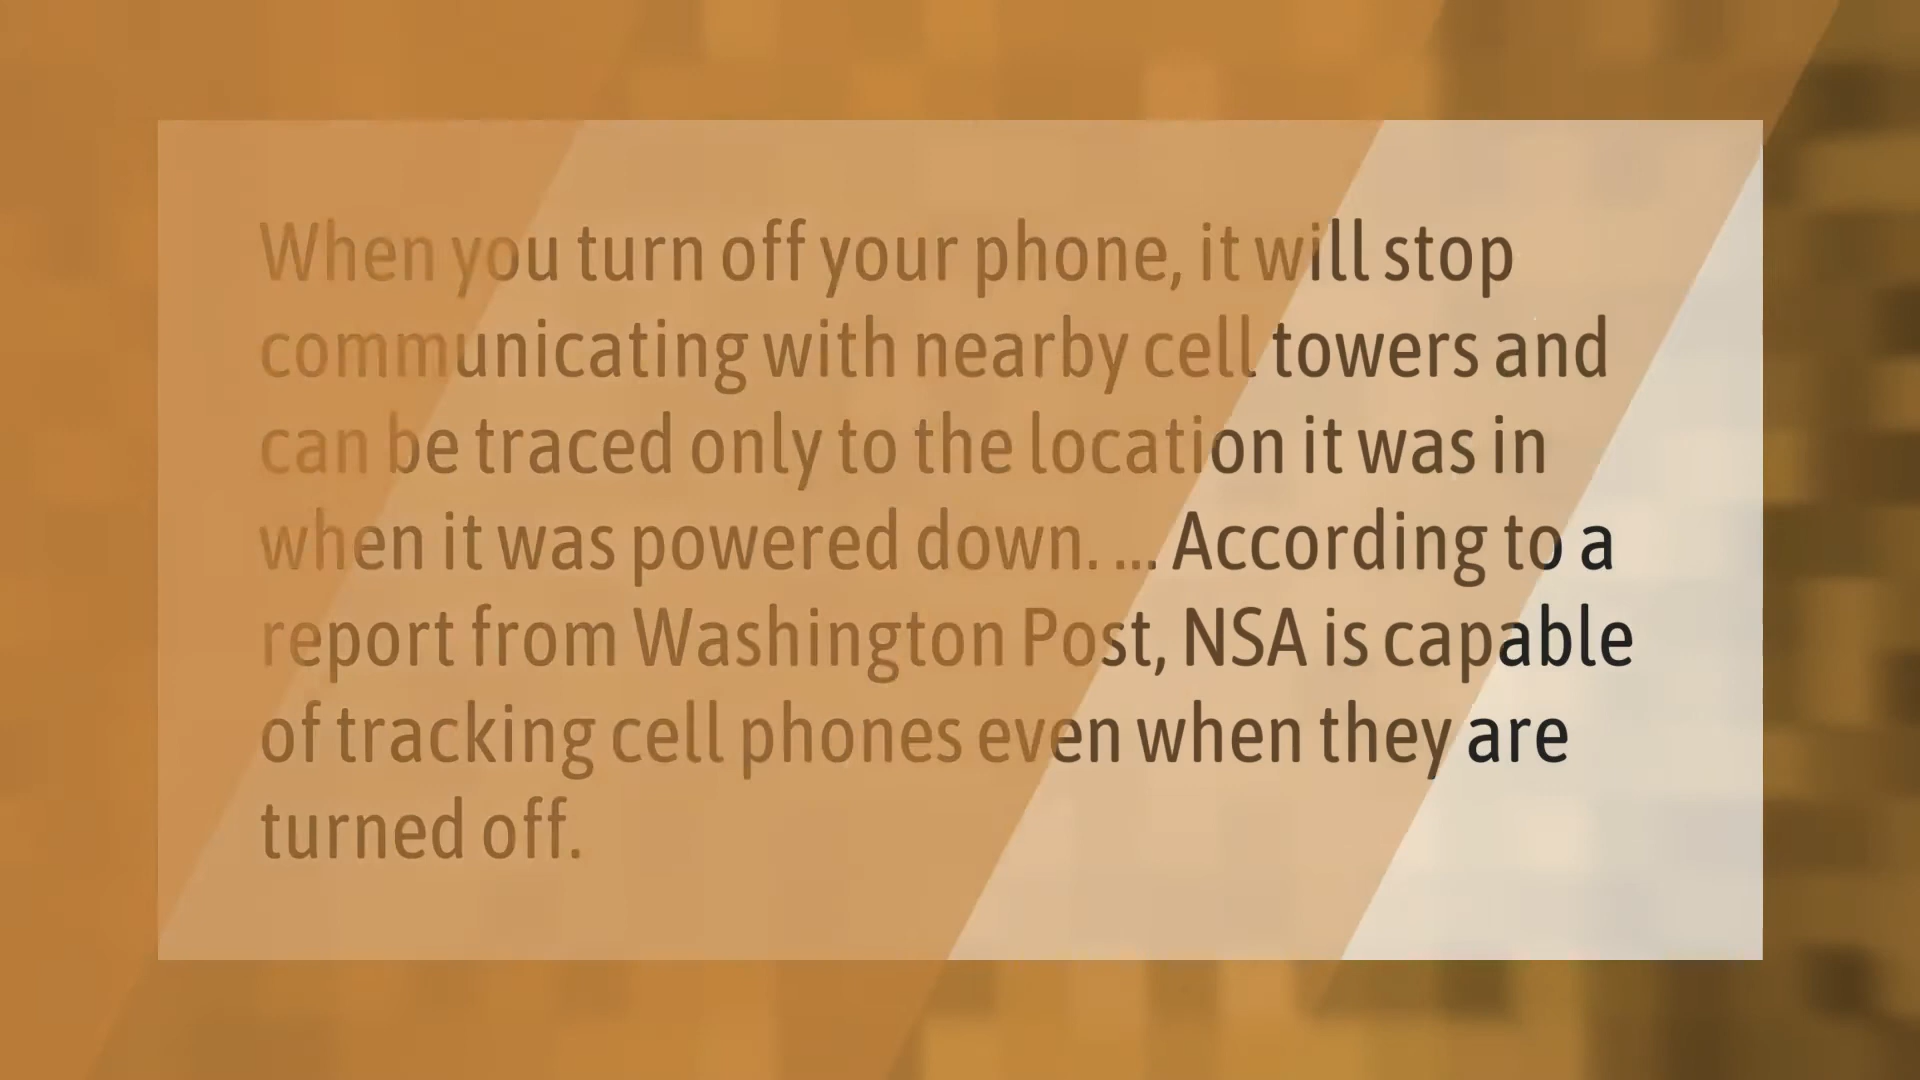 When you turn off your phone, it will stop
communicating with nearby cell towers and
can be traced only to the location it was in
when it was powered down. ... According to a
report from Washington Post, NSA is capable
of tracking cell phones even when they are
turned off.